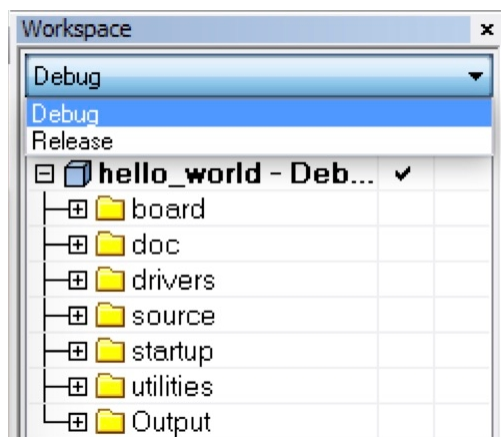 Workspace
Debug
Debug
Release
hello_world - Deb...
board
doc
drivers
source
startup
utilities
Output